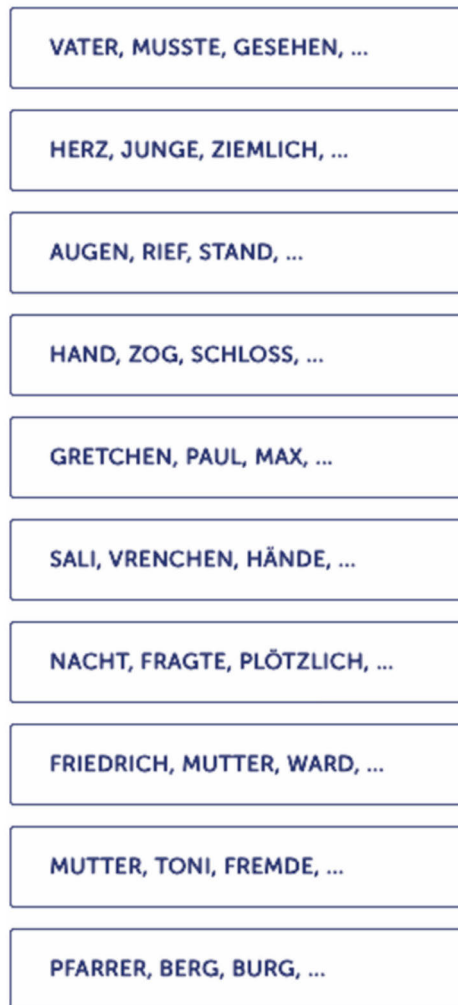 VATER, MUSSTE, GESEHEN, ...
HERZ, JUNGE, ZIEMLICH, ...
AUGEN, RIEF, STAND, ...
HAND, ZOG, SCHLOSS, ...
GRETCHEN, PAUL, MAX, ...
SALI, VRENCHEN, HÄNDE, ...
NACHT, FRAGTE, PLÖTZLICH, ...
FRIEDRICH, MUTTER, WARD, ...
MUTTER, TONI, FREMDE, ...
PFARRER, BERG, BURG, ...